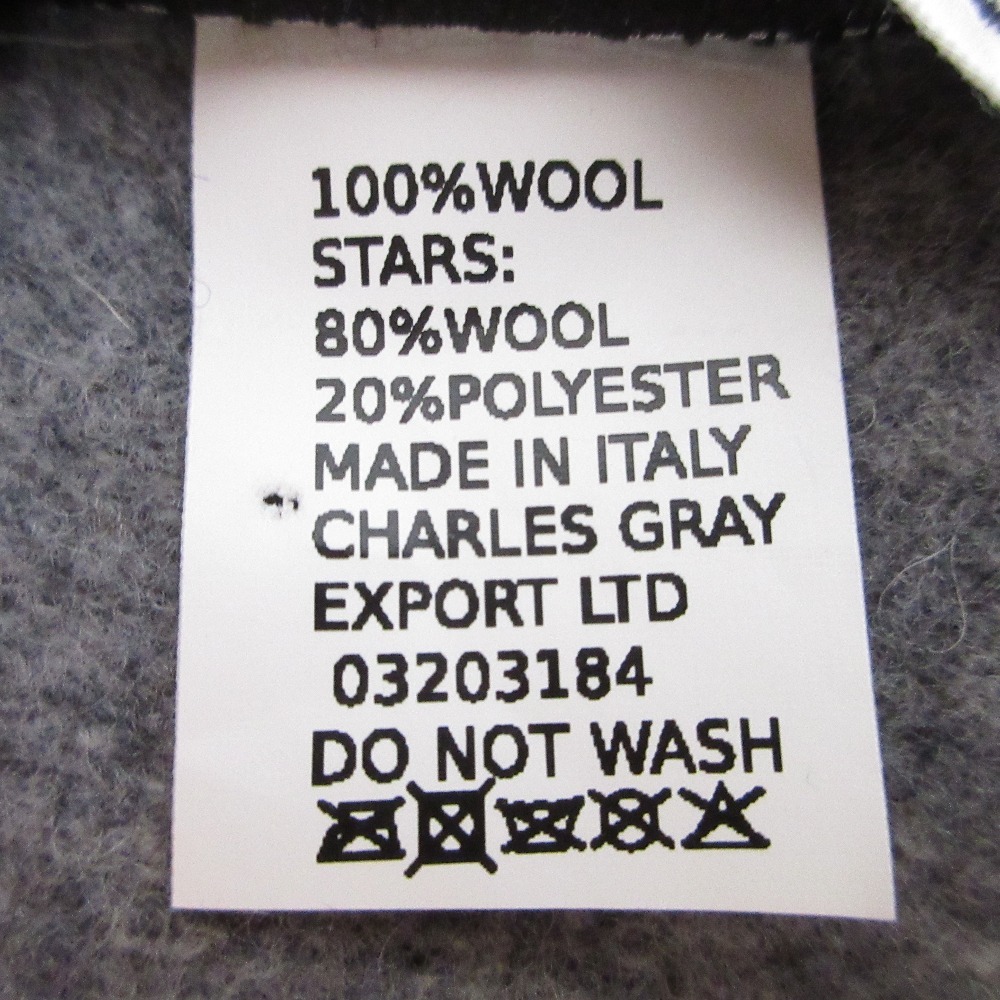 100%WOOL
STARS:
80%WOOL
20%POLYESTER
MADE IN ITALY
CHARLES GRAY
EXPORT LTD
03203184
DO NOT WASH